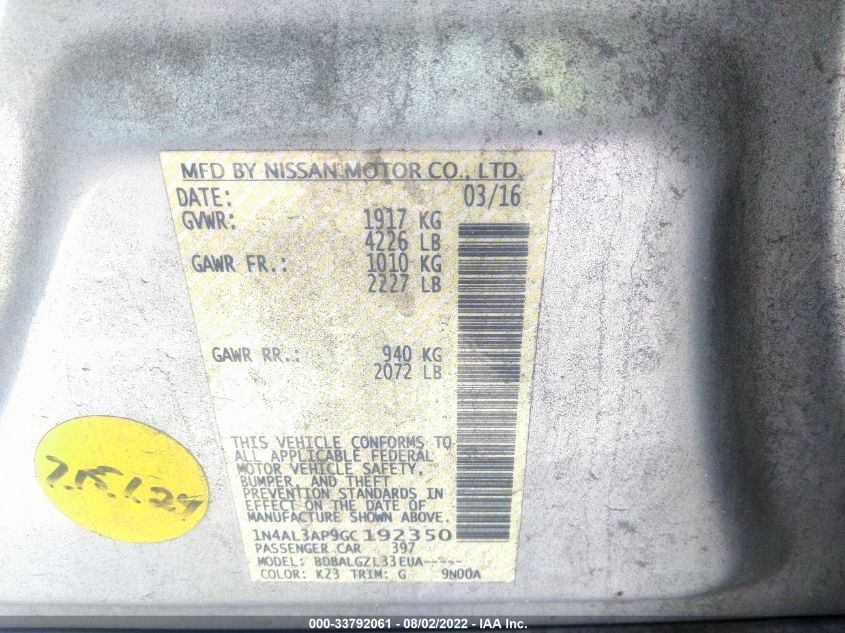 MFD BY NISSAN MOTOR CO., LTD.
DATE: 03/16
GVWR: 1917 KG
4226 LB
GAWR FR.: 1010 KG
2227 LB
GAWR RR.: 940 KG
2072 LB
THIS VEHICLE CONFORMS TO
ALL APPLICABLE FEDERAL
MOTOR VEHICLE SAFETY,
BUMPER, AND THEFT
PREVENTION STANDARDS IN
EFFECT ON THE DATE OF
MANUFACTURE SHOWN ABOVE.
1N4AL3AP9GC192350
PASSENGER CAR 397
MODEL: BDBALGZL33EUA-----
COLOR: K23 TRIM: G 9N00A
000-33792061 - 08/02/2022 - IAA Inc.